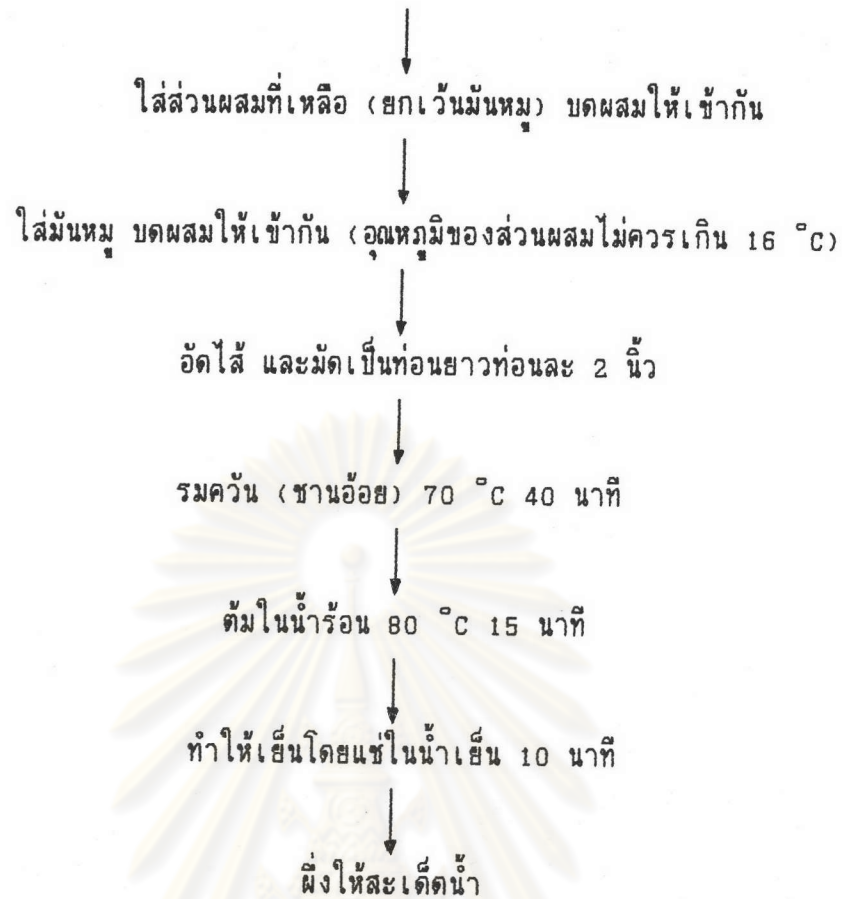 ใส่ส่วนผสมที่เหลือ (ยกเว้นมันหมู) บดผสมให้เข้ากัน
ใส่มันหมู บดผสมให้เข้ากัน (อุณหภูมิของส่วนผสมไม่ควรเกิน 16 °C)
อัดไส้ และมัดเป็นท่อนยาวท่อนละ 2 นิ้ว
รมควัน (ชานอ้อย) 70 °C 40 นาที
ต้มในน้ำร้อน 80 °C 15 นาที
ทำให้เย็นโดยแช่ในน้ำเย็น 10 นาที
ผึ่งให้สะเด็ดน้ำ